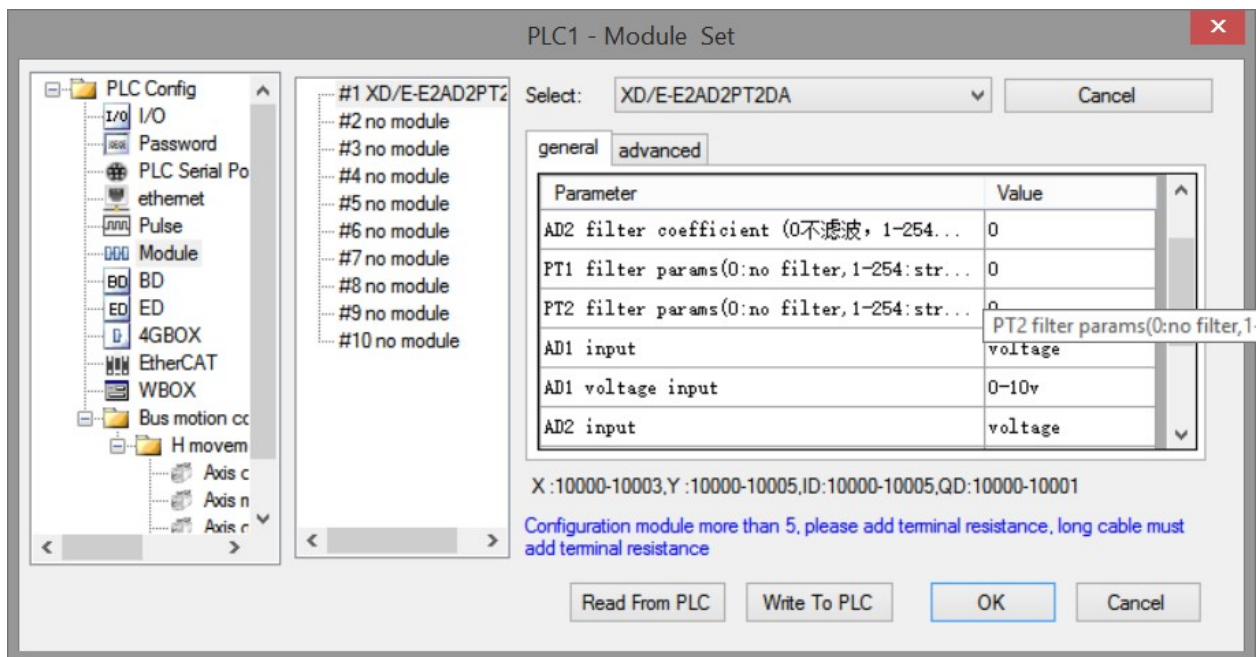 PLC1 - Module Set
PLC Config
I/O I/O
Password
PLC Serial Po
ethernet
Pulse
Module
BD BD
ED ED
4GBOX
EtherCAT
WBOX
Bus motion cc
H movem
Axis c
Axis n
Axis c
#1 XD/E-E2AD2PT2
#2 no module
#3 no module
#4 no module
#5 no module
#6 no module
#7 no module
#8 no module
#9 no module
#10 no module
Select: XD/E-E2AD2PT2DA Cancel
general advanced
Parameter Value
AD2 filter coefficient (0不滤波，1-254... 0
PT1 filter params(0:no filter,1-254:str... 0
PT2 filter params(0:no filter,1-254:str... 0
PT2 filter params(0:no filter,1-
AD1 input voltage
AD1 voltage input 0-10v
AD2 input voltage
X :10000-10003,Y :10000-10005,ID:10000-10005,QD:10000-10001
Configuration module more than 5, please add terminal resistance, long cable must
add terminal resistance
Read From PLC Write To PLC OK Cancel